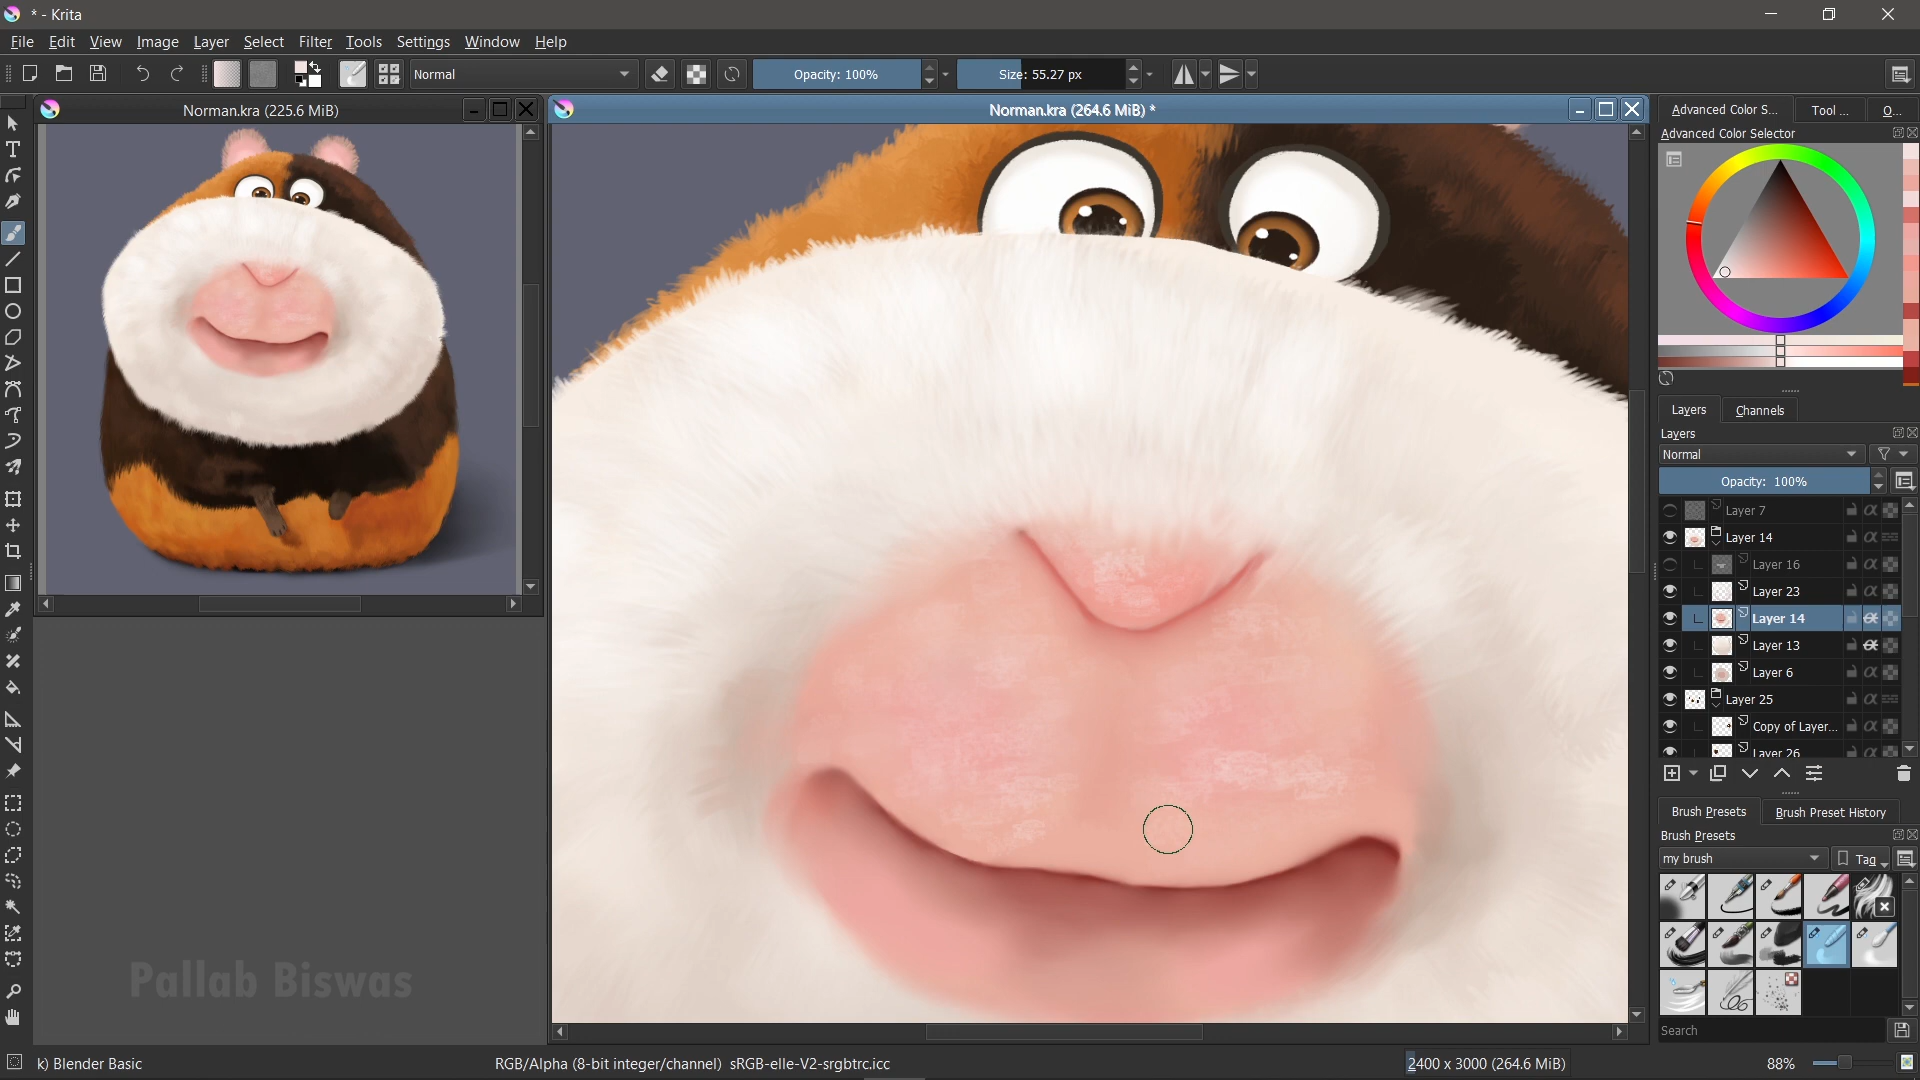 * - Krita
File Edit View Image Layer Select Filter Tools Settings Window Help
Normal Opacity: 100% Size: 55.27 px
Norman.kra (225.6 MiB)
Norman.kra (264.6 MiB) *
Advanced Color S... Tool ... O...
Advanced Color Selector
Layers Channels
Layers
Normal
Opacity: 100%
Layer 7
Layer 14
Layer 16
Layer 23
Layer 14
Layer 13
Layer 6
Layer 25
Copy of Layer...
Layer 26
Brush Presets Brush Preset History
Brush Presets
my brush Tag
Search
Pallab Biswas
k) Blender Basic RGB/Alpha (8-bit integer/channel) sRGB-elle-V2-srgbtrc.icc 2400 x 3000 (264.6 MiB) 88%